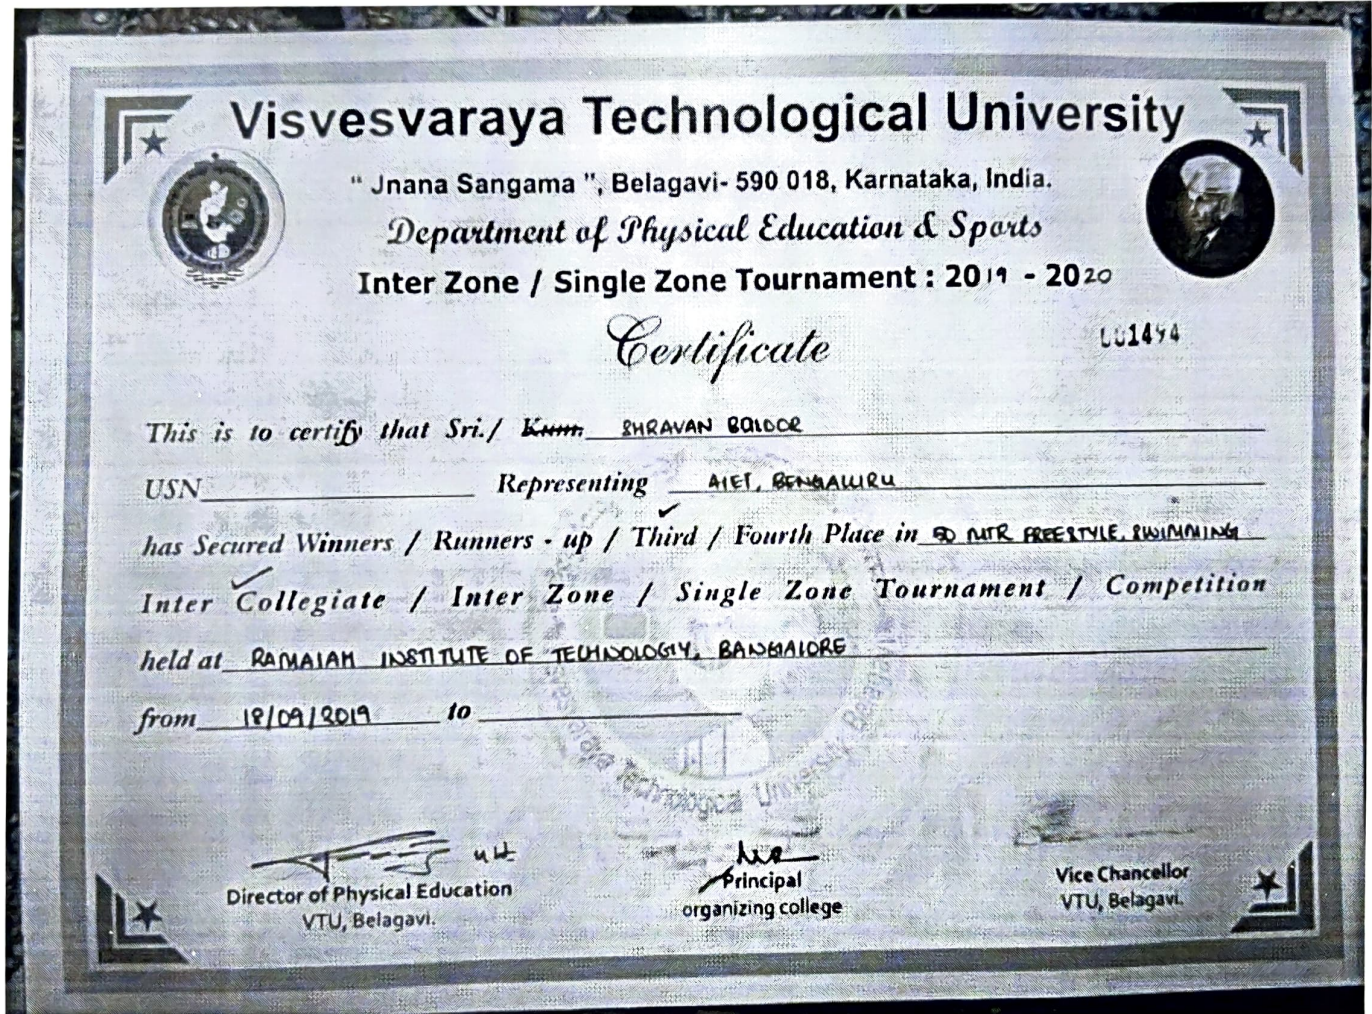 Visvesvaraya Technological University
" Jnana Sangama ", Belagavi- 590 018, Karnataka, India.
Department of Physical Education & Sports
Inter Zone / Single Zone Tournament : 2019 - 2020
Certificate
This is to certify that Sri./ Kum. SHRAVAN
USN Representing AIET, BENGALURU
has Secured Winners / Runners - up / Third / Fourth Place in 50 MTR FREESTYLE, SWIMMING
Inter Collegiate / Inter Zone / Single Zone Tournament / Competition
held at RAMAIAH INSTITUTE OF TECHNOLOGY, BANGALORE
from 18/09/2019 to
Visvesvaraya Technological University Belagavi
Director of Physical Education
VTU, Belagavi.
Principal
organizing college
Vice Chancellor
VTU, Belagavi.